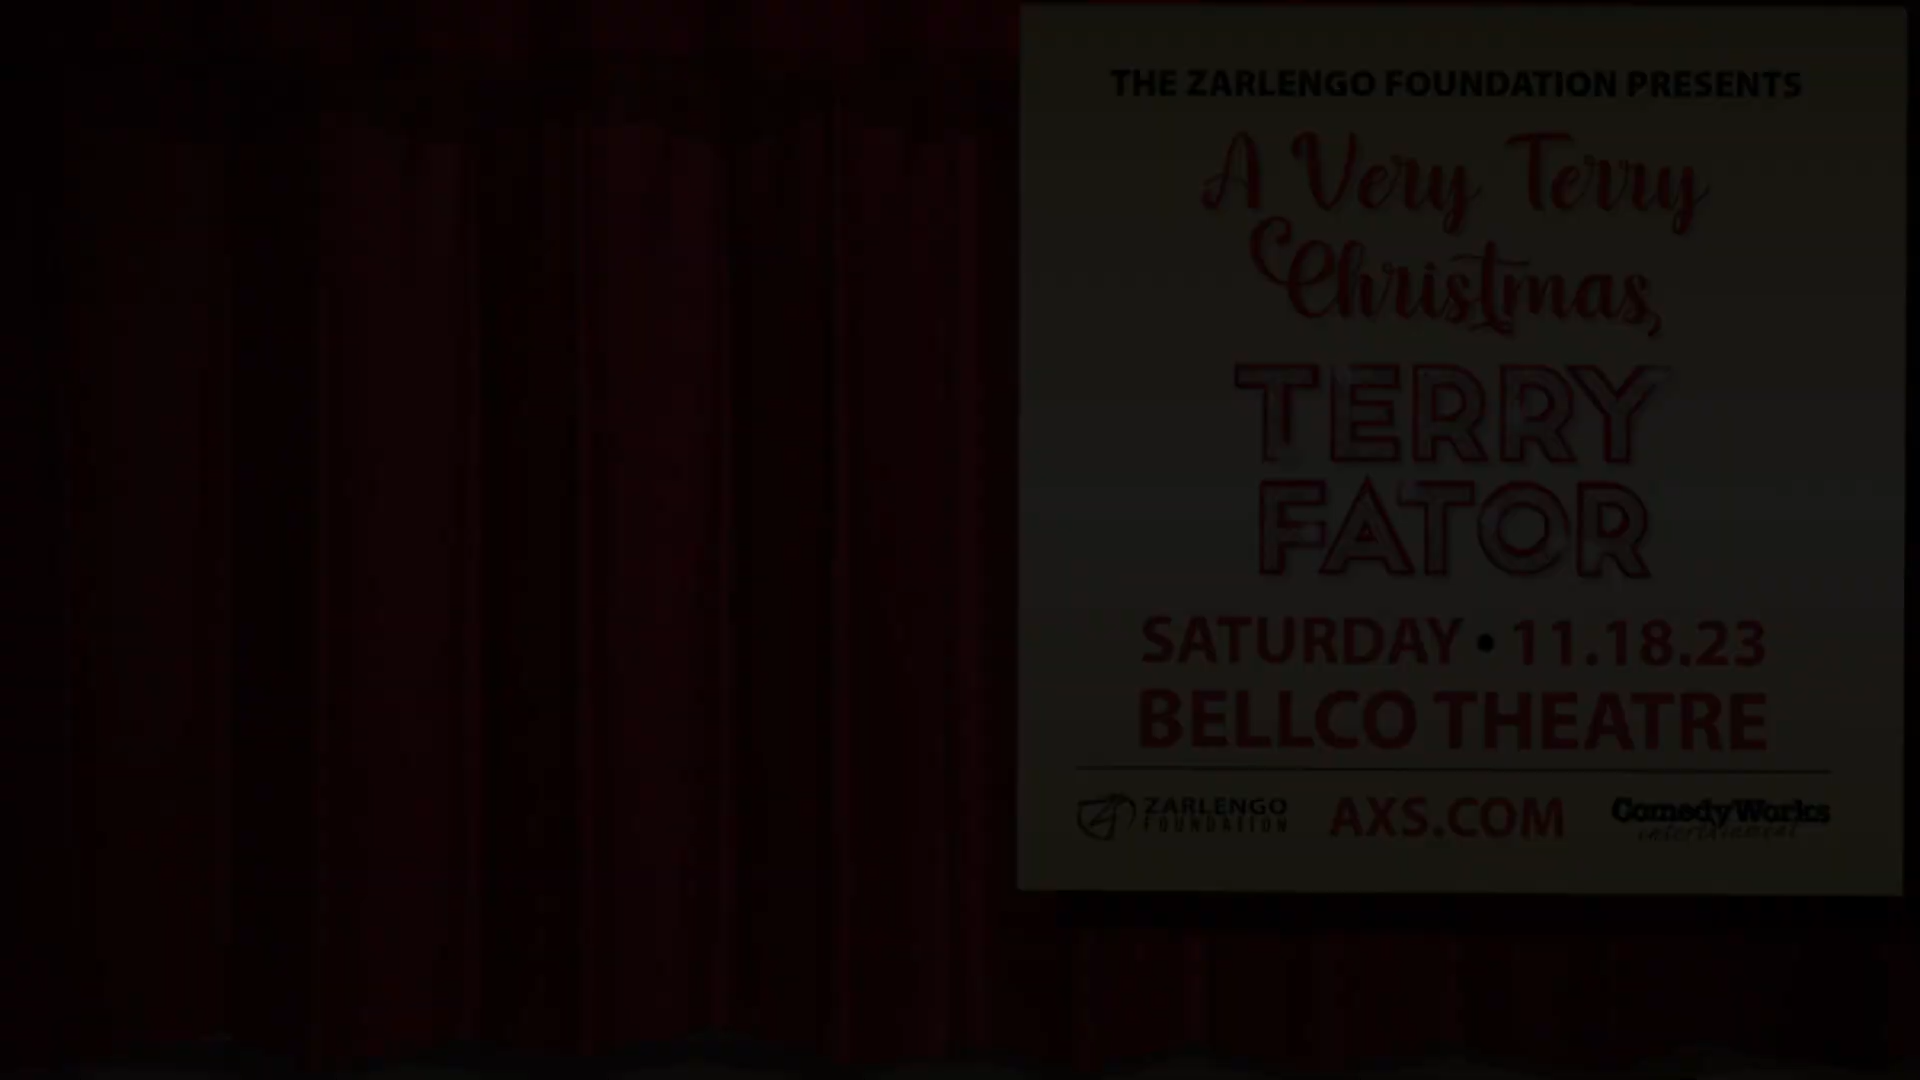 THE ZARLENGO FOUNDATION PRESENTS
A Very Terry
Christmas,
TERRY
FATOR
SATURDAY • 11.18.23
BELLCO THEATRE
ZARLENGO
FOUNDATION
AXS.COM
ComedyWorks
entertainment